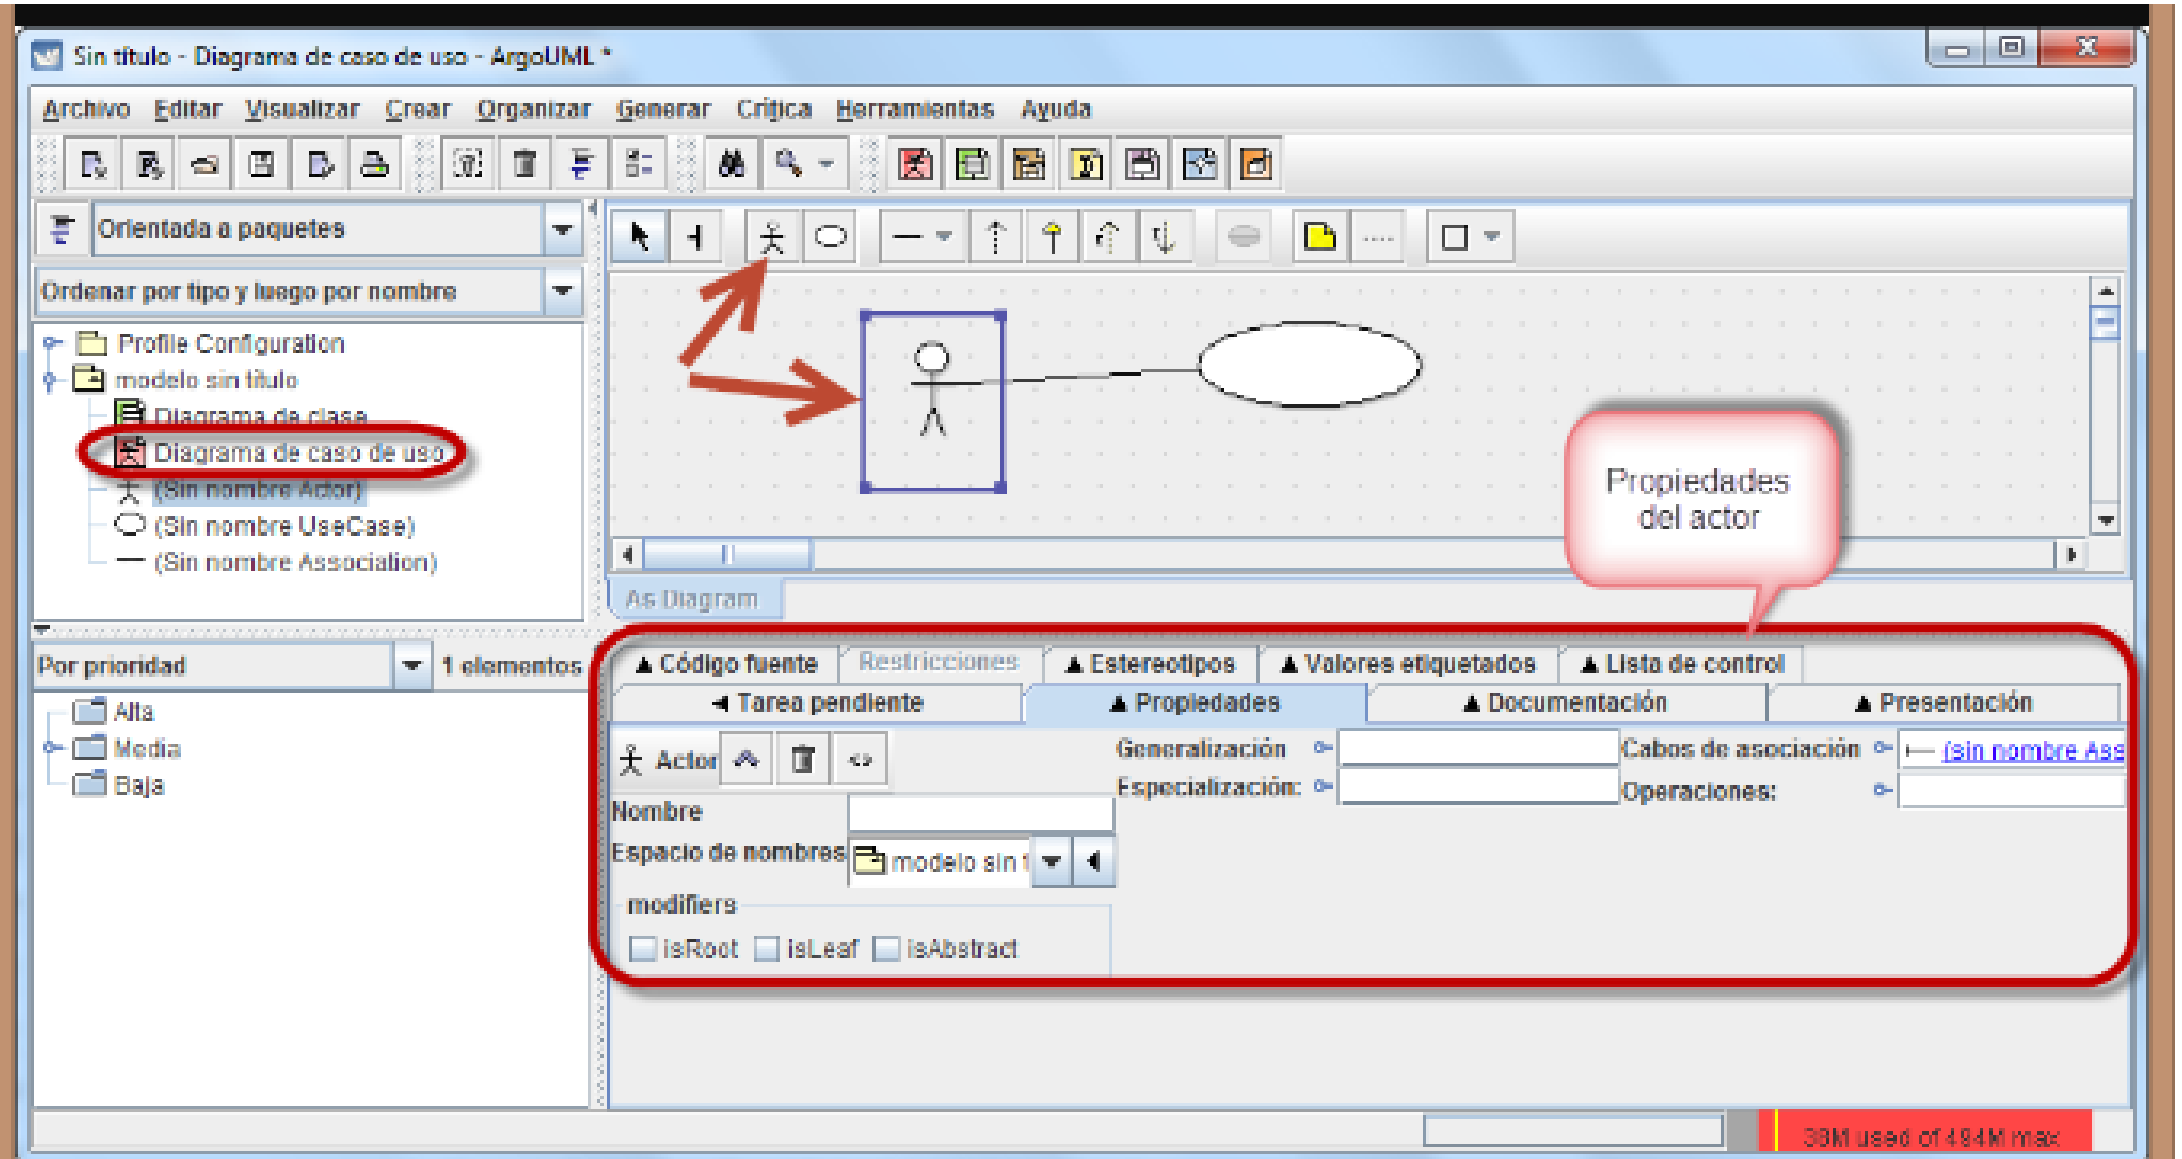 Sin título - Diagrama de caso de uso - ArgoUML *
Archivo Editar Visualizar Crear Organizar Generar Crítica Herramientas Ayuda
Orientada a paquetes
Ordenar por tipo y luego por nombre
Profile Configuration
modelo sin título
Diagrama de clase
Diagrama de caso de uso
(Sin nombre Actor)
(Sin nombre UseCase)
(Sin nombre Association)
Propiedades
del actor
As Diagram
Por prioridad 1 elementos
Alta
Media
Baja
Código fuente Restricciones Estereotipos Valores etiquetados Lista de control
Tarea pendiente Propiedades Documentación Presentación
Actor
Nombre
Espacio de nombres modelo sin t
modifiers
isRoot isLeaf isAbstract
Generalización
Especialización:
Cabos de asociación (sin nombre Ass
Operaciones:
38M used of 494M max